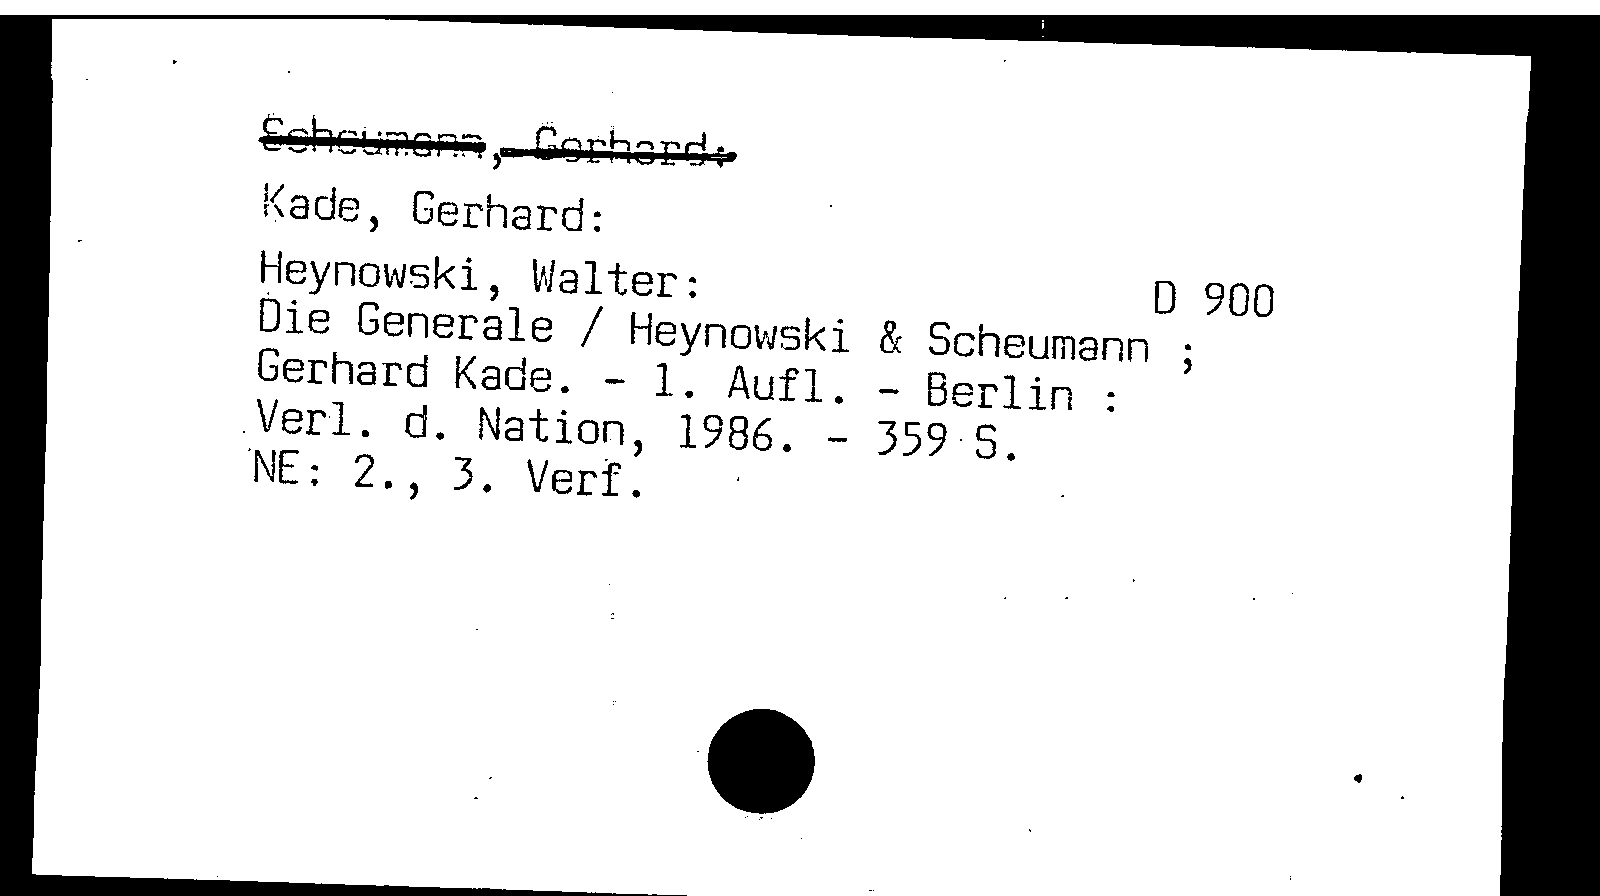 Scheumann, Gerhard:
Kade, Gerhard:
Heynowski, Walter:
D 900
Die Generale / Heynowski & Scheumann ;
Gerhard Kade. - 1. Aufl. - Berlin :
Verl. d. Nation, 1986. - 359 S.
NE: 2., 3. Verf.